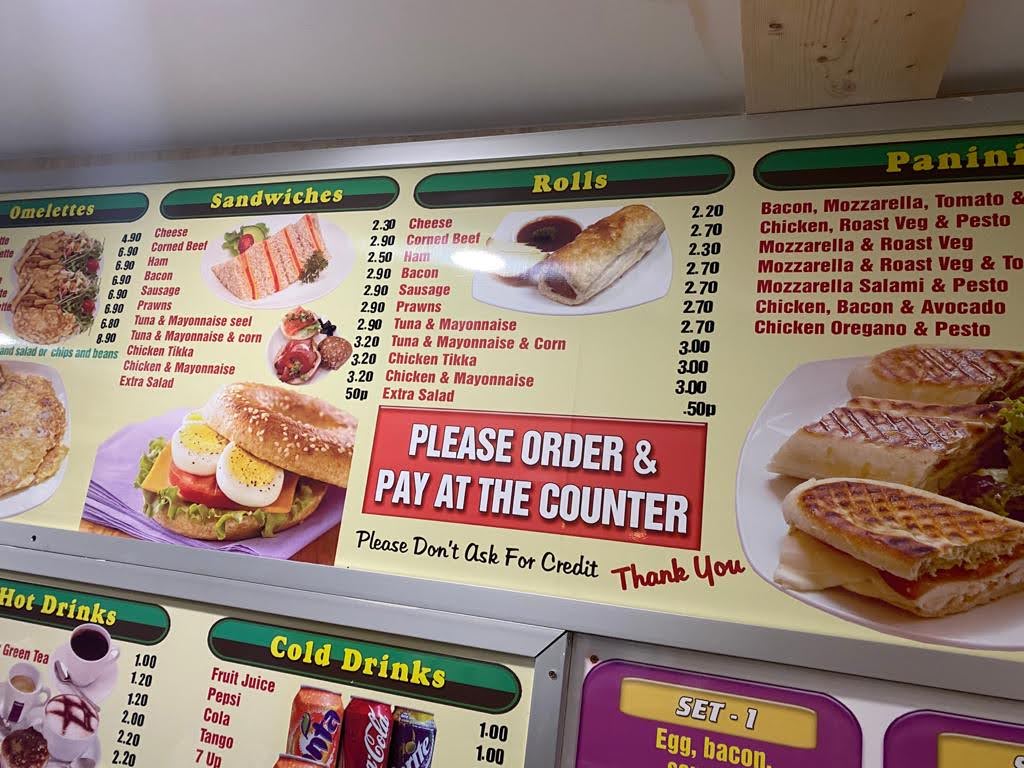 Omelettes
4.90
6.90
6.90
6.90
6.90
6.90
6.80
8.90
and salad or chips and beans
Sandwiches
Cheese
Corned Beef
Ham
Bacon
Sausage
Prawns
Tuna & Mayonnaise seel
Tuna & Mayonnaise & corn
Chicken Tikka
Chicken & Mayonnaise
Extra Salad
2.30
2.90
2.50
2.90
2.90
2.90
2.90
3.20
3.20
3.20
50p
Rolls
Cheese
Corned Beef
Ham
Bacon
Sausage
Prawns
Tuna & Mayonnaise
Tuna & Mayonnaise & Corn
Chicken Tikka
Chicken & Mayonnaise
Extra Salad
2.20
2.70
2.30
2.70
2.70
2.70
2.70
3.00
3.00
3.00
.50p
PLEASE ORDER &
PAY AT THE COUNTER
Please Don't Ask For Credit
Thank You
Panini
Bacon, Mozzarella, Tomato &
Chicken, Roast Veg & Pesto
Mozzarella & Roast Veg
Mozzarella & Roast Veg & To
Mozzarella Salami & Pesto
Chicken, Bacon & Avocado
Chicken Oregano & Pesto
Hot Drinks
Green Tea
1.00
1.20
1.20
2.00
2.20
2.20
Cold Drinks
Fruit Juice
Pepsi
Cola
Tango
7 Up
1.00
1.00
Fanta
Coca-Cola
Sprite
SET - 1
Egg, bacon,